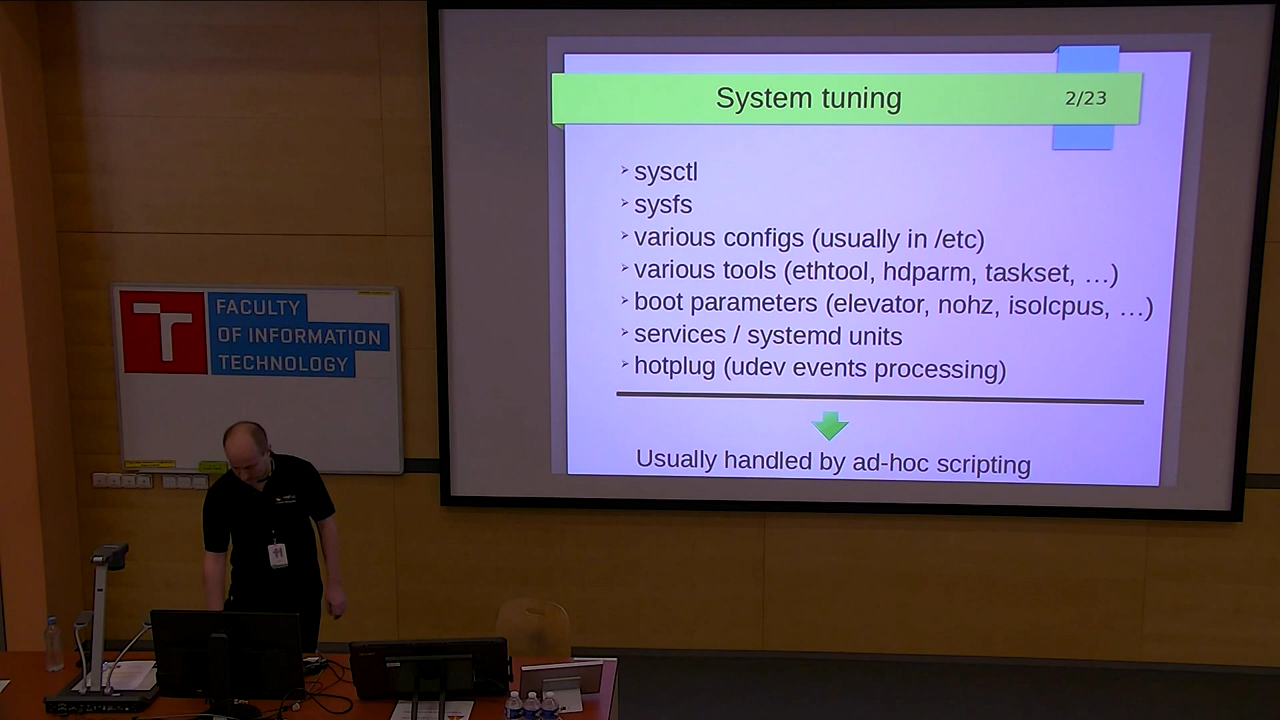 System tuning
2/23
sysctl
sysfs
various configs (usually in /etc)
various tools (ethtool, hdparm, taskset, …)
boot parameters (elevator, nohz, isolcpus, …)
services / systemd units
hotplug (udev events processing)
Usually handled by ad-hoc scripting
FACULTY
OF INFORMATION
TECHNOLOGY